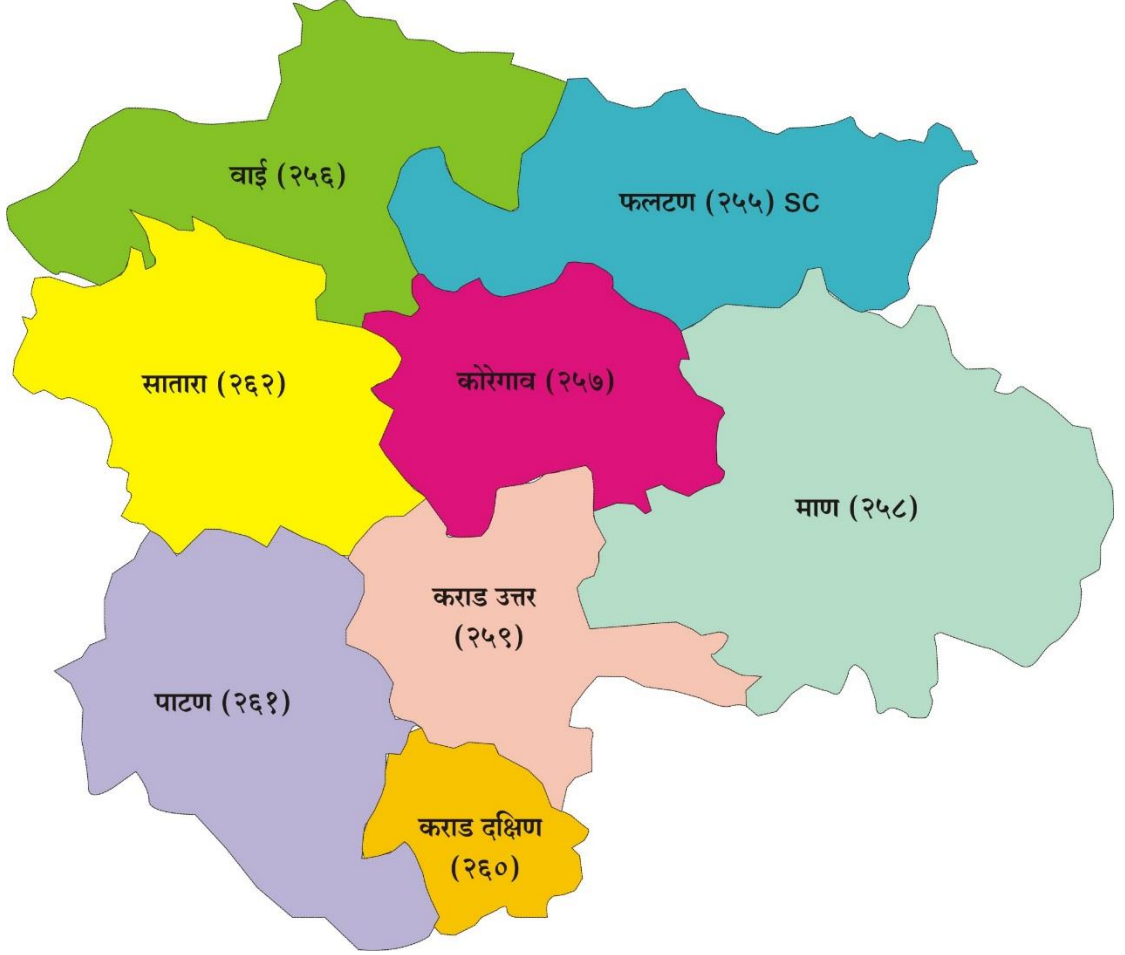 वाई (२५६)
फलटण (२५५) SC
सातारा (२६२)
कोरेगाव (२५७)
माण (२५८)
कराड उत्तर
(२५९)
पाटण (२६१)
कराड दक्षिण
(२६०)